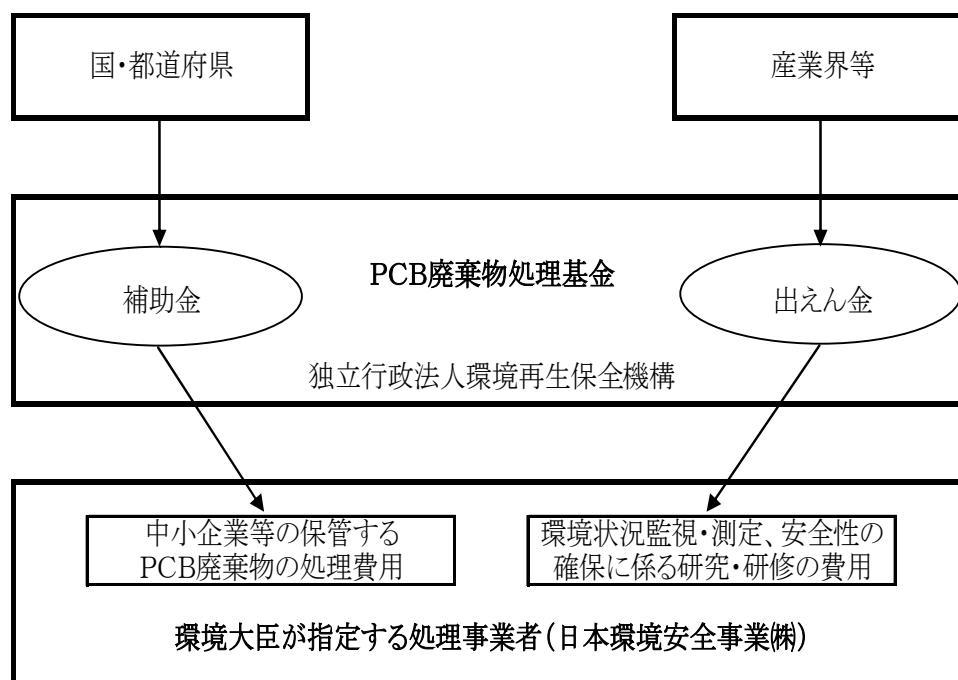 国・都道府県
産業界等
PCB廃棄物処理基金
補助金
出えん金
独立行政法人環境再生保全機構
中小企業等の保管する
PCB廃棄物の処理費用
環境状況監視・測定、安全性の
確保に係る研究・研修の費用
環境大臣が指定する処理事業者(日本環境安全事業㈱)